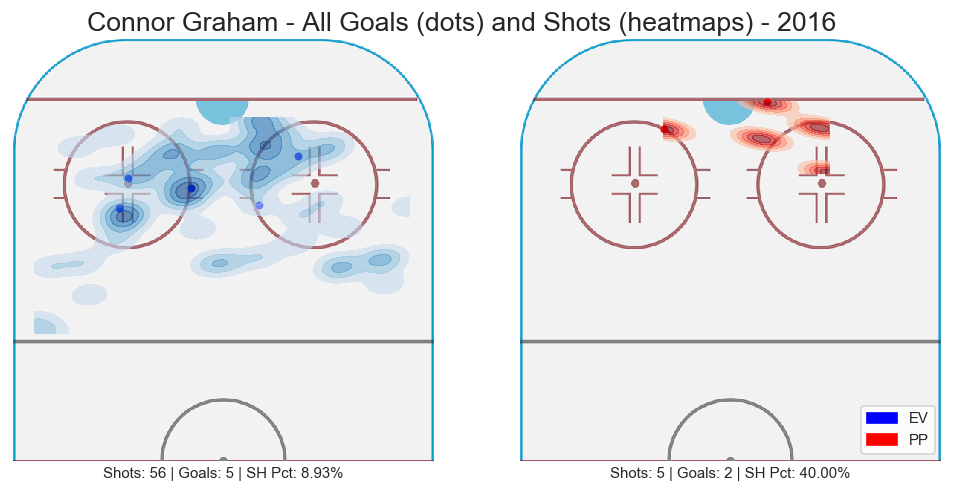 Connor Graham - All Goals (dots) and Shots (heatmaps) - 2016
EV
PP
Shots: 56 | Goals: 5 | SH Pct: 8.93%
Shots: 5 | Goals: 2 | SH Pct: 40.00%